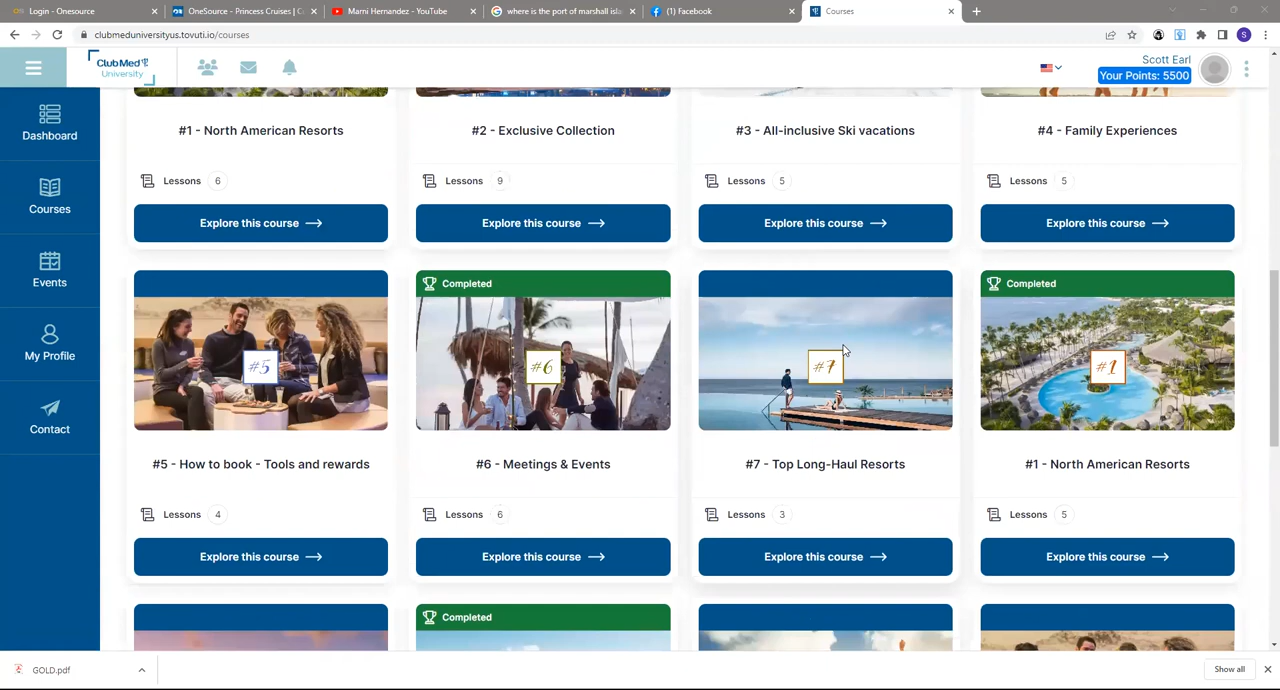 Login - Onesource
OneSource - Princess Cruises | C
Marni Hernandez - YouTube
where is the port of marshall isla
(1) Facebook
Courses
clubmeduniversityus.tovuti.io/courses
S
Club Med
University
Scott Earl
Your Points: 5500
Dashboard
Courses
Events
My Profile
Contact
#1 - North American Resorts
#2 - Exclusive Collection
#3 - All-inclusive Ski vacations
#4 - Family Experiences
Lessons 6
Lessons 9
Lessons 5
Lessons 5
Explore this course
Explore this course
Explore this course
Explore this course
Completed
Completed
#5
#6
#7
#1
#5 - How to book - Tools and rewards
#6 - Meetings & Events
#7 - Top Long-Haul Resorts
#1 - North American Resorts
Lessons 4
Lessons 6
Lessons 3
Lessons 5
Explore this course
Explore this course
Explore this course
Explore this course
Completed
GOLD.pdf
Show all